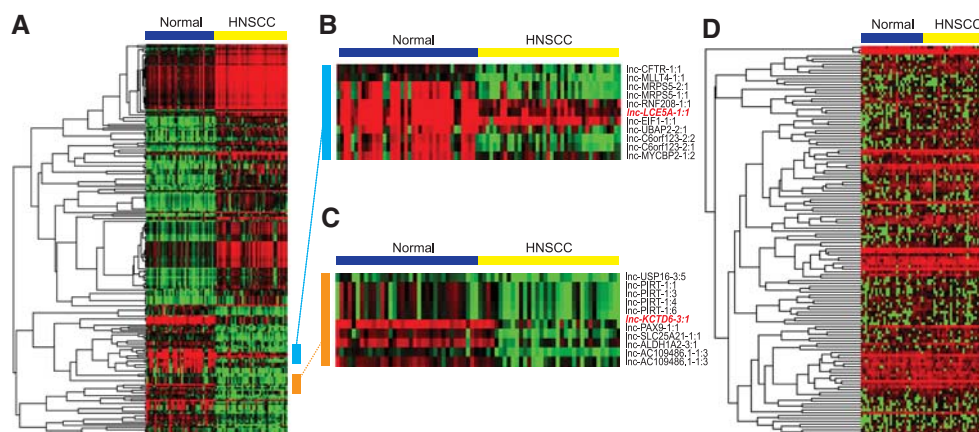 A
Normal HNSCC
B
Normal HNSCC
lnc-CFTR-1:1
lnc-MLLT4-1:1
lnc-MRPS5-2:1
lnc-MRPS5-1:1
lnc-RNF208-1:1
lnc-LCE5A-1:1
lnc-EIF1-1:1
lnc-UBAP2-2:1
lnc-C6orf123-2:2
lnc-C6orf123-2:1
lnc-MYCBP2-1:2
C
Normal HNSCC
lnc-USP16-3:5
lnc-PIRT-1:1
lnc-PIRT-1:3
lnc-PIRT-1:4
lnc-PIRT-1:6
lnc-KCTD6-3:1
lnc-PAX9-1:1
lnc-SLC25A21-1:1
lnc-ALDH1A2-3:1
lnc-AC109486,1-1:3
lnc-AC109486,1-1:3
D
Normal HNSCC